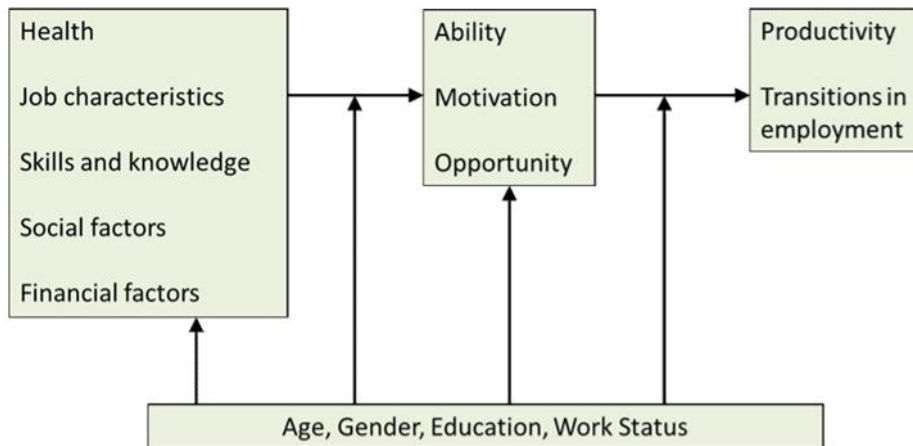 Health
Job characteristics
Skills and knowledge
Social factors
Financial factors
Ability
Motivation
Opportunity
Productivity
Transitions in
employment
Age, Gender, Education, Work Status